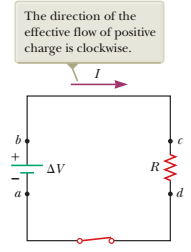 The direction of the
effective flow of positive
charge is clockwise.
I
b
c
+
ΔV
R
−
a
d